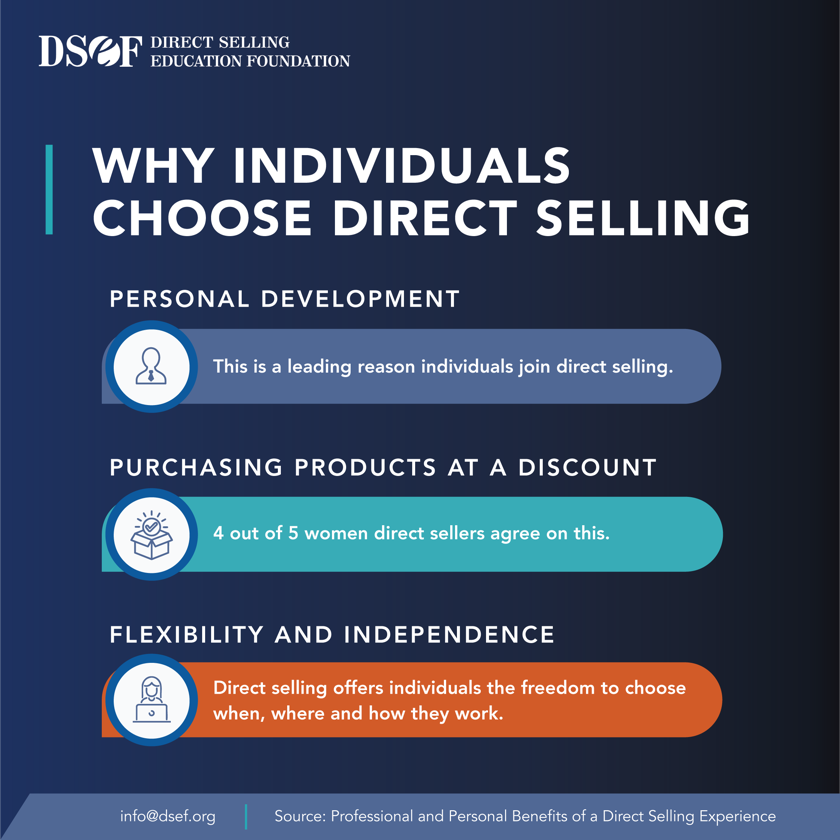 DSEF DIRECT SELLING
EDUCATION FOUNDATION
WHY INDIVIDUALS
CHOOSE DIRECT SELLING
PERSONAL DEVELOPMENT
This is a leading reason individuals join direct selling.
PURCHASING PRODUCTS AT A DISCOUNT
4 out of 5 women direct sellers agree on this.
FLEXIBILITY AND INDEPENDENCE
Direct selling offers individuals the freedom to choose
when, where and how they work.
info@dsef.org
Source: Professional and Personal Benefits of a Direct Selling Experience